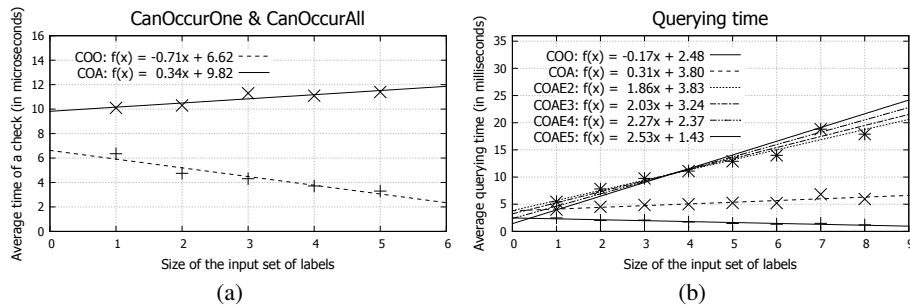 CanOccurOne & CanOccurAll
Average time of a check (in microseconds)
16
14
12
10
8
6
4
2
0
COO: f(x) = -0.71x + 6.62
COA: f(x) = 0.34x + 9.82
0 1 2 3 4 5 6
Size of the input set of labels
(a)
Querying time
Average querying time (in milliseconds)
35
30
25
20
15
10
5
0
COO: f(x) = -0.17x + 2.48
COA: f(x) = 0.31x + 3.80
COAE2: f(x) = 1.86x + 3.83
COAE3: f(x) = 2.03x + 3.24
COAE4: f(x) = 2.27x + 2.37
COAE5: f(x) = 2.53x + 1.43
0 1 2 3 4 5 6 7 8 9
Size of the input set of labels
(b)